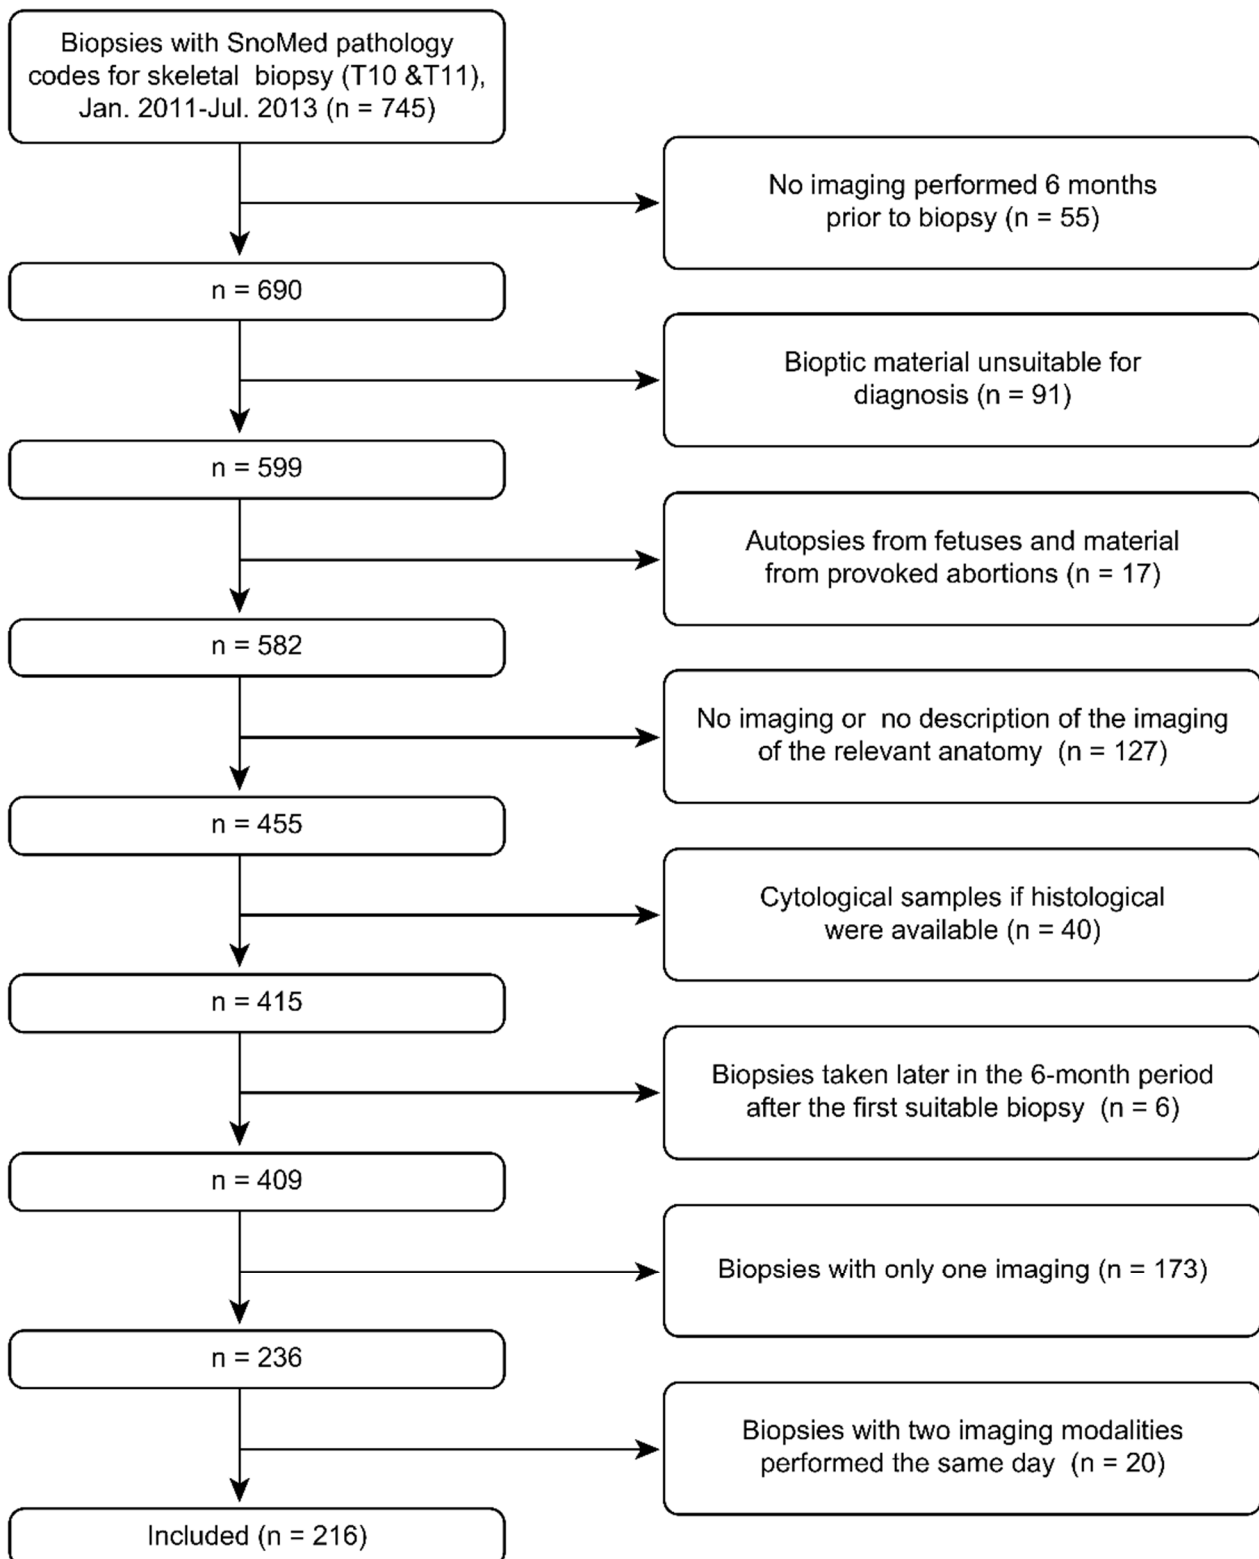 Biopsies with SnoMed pathology
codes for skeletal biopsy (T10 &T11),
Jan. 2011-Jul. 2013 (n = 745)
No imaging performed 6 months
prior to biopsy (n = 55)
n = 690
Bioptic material unsuitable for
diagnosis (n = 91)
n = 599
Autopsies from fetuses and material
from provoked abortions (n = 17)
n = 582
No imaging or no description of the imaging
of the relevant anatomy (n = 127)
n = 455
Cytological samples if histological
were available (n = 40)
n = 415
Biopsies taken later in the 6-month period
after the first suitable biopsy (n = 6)
n = 409
Biopsies with only one imaging (n = 173)
n = 236
Biopsies with two imaging modalities
performed the same day (n = 20)
Included (n = 216)